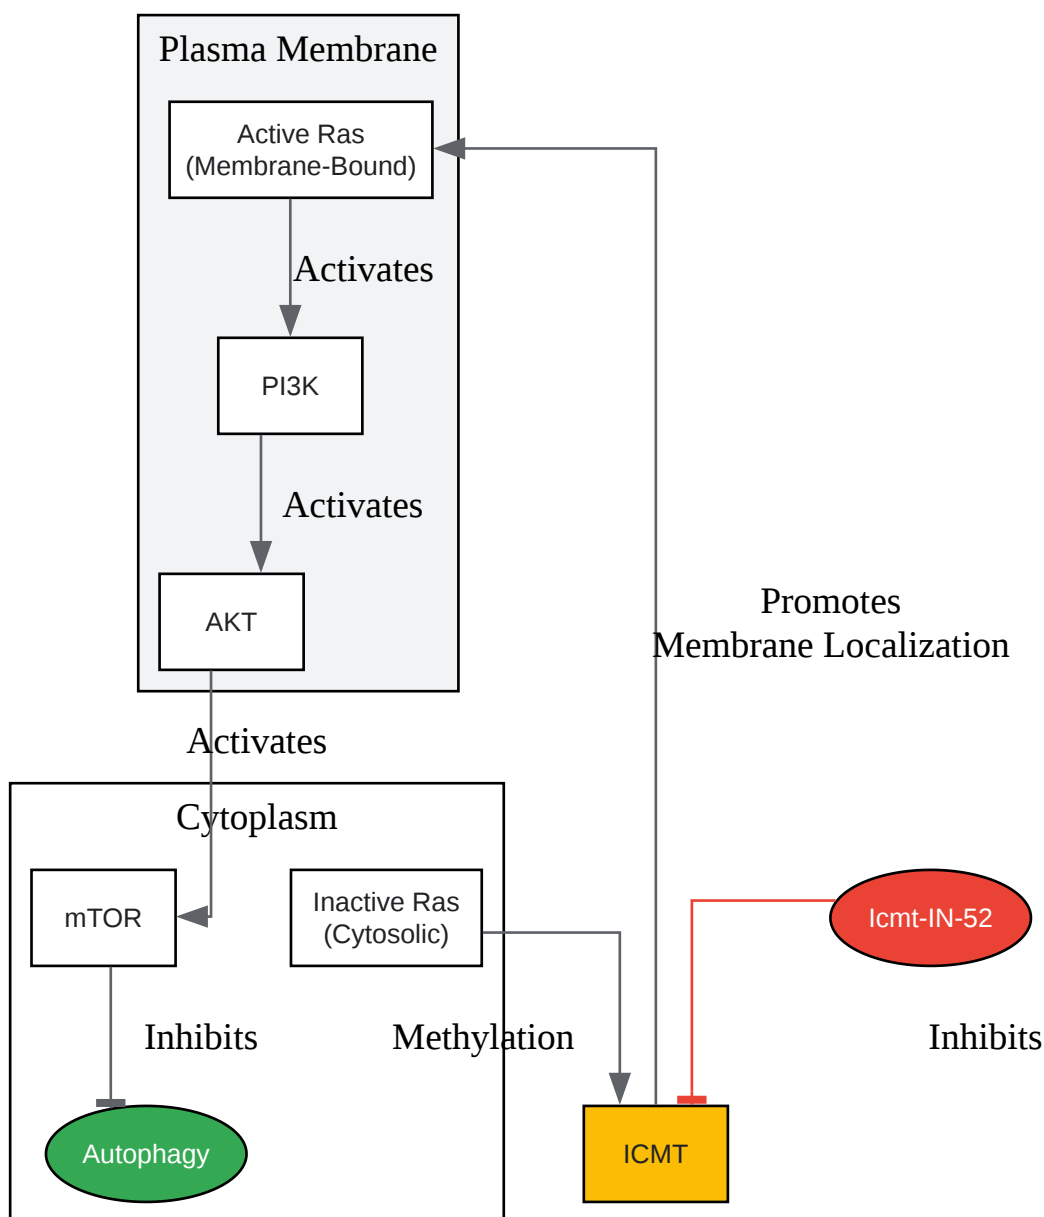 Plasma Membrane
Active Ras
(Membrane-Bound)
Activates
PI3K
Activates
AKT
Promotes
Membrane Localization
Activates
Cytoplasm
mTOR
Inactive Ras
(Cytosolic)
Icmt-IN-52
Inhibits
Methylation
Inhibits
Autophagy
ICMT